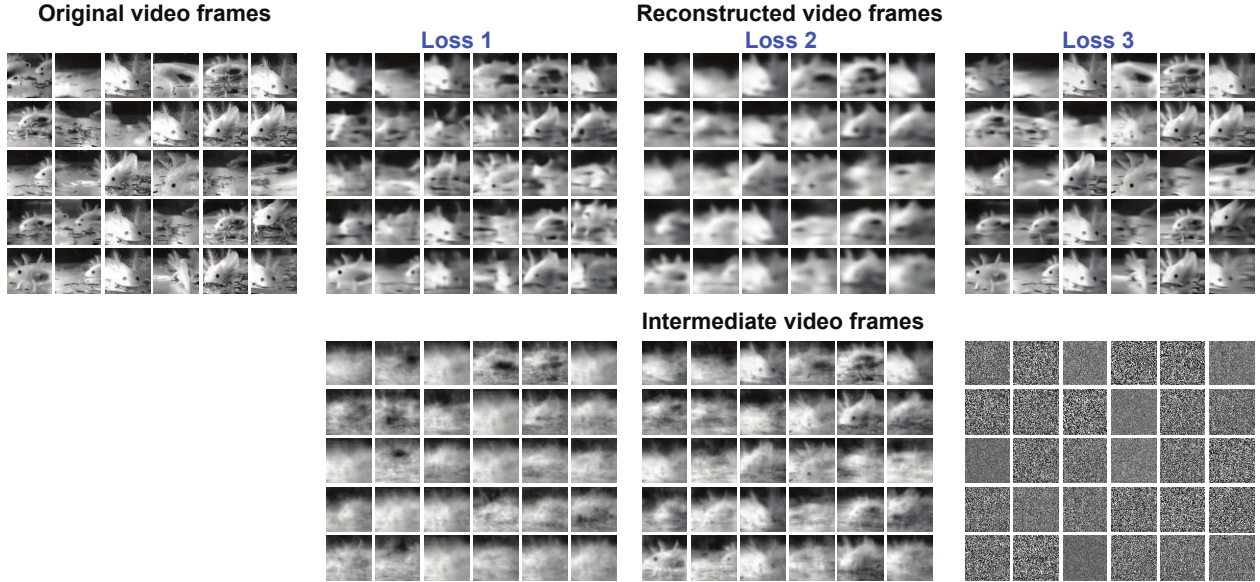 Original video frames
Reconstructed video frames
Loss 1
Loss 2
Loss 3
Intermediate video frames